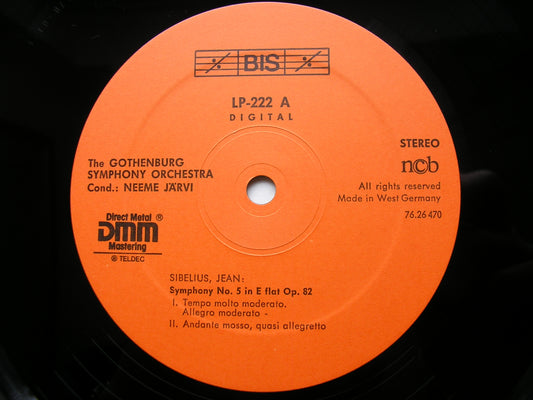 BIS
LP-222 A
DIGITAL
The GOTHENBURG
SYMPHONY ORCHESTRA
Cond.: NEEME JÄRVI
STEREO
ncb
All rights reserved
Made in West Germany
76.26470
Direct Metal ®
DMM
Mastering
® TELDEC
SIBELIUS, JEAN:
Symphony No. 5 in E flat Op. 82
I. Tempo molto moderato.
Allegro moderato -
II. Andante mosso, quasi allegretto